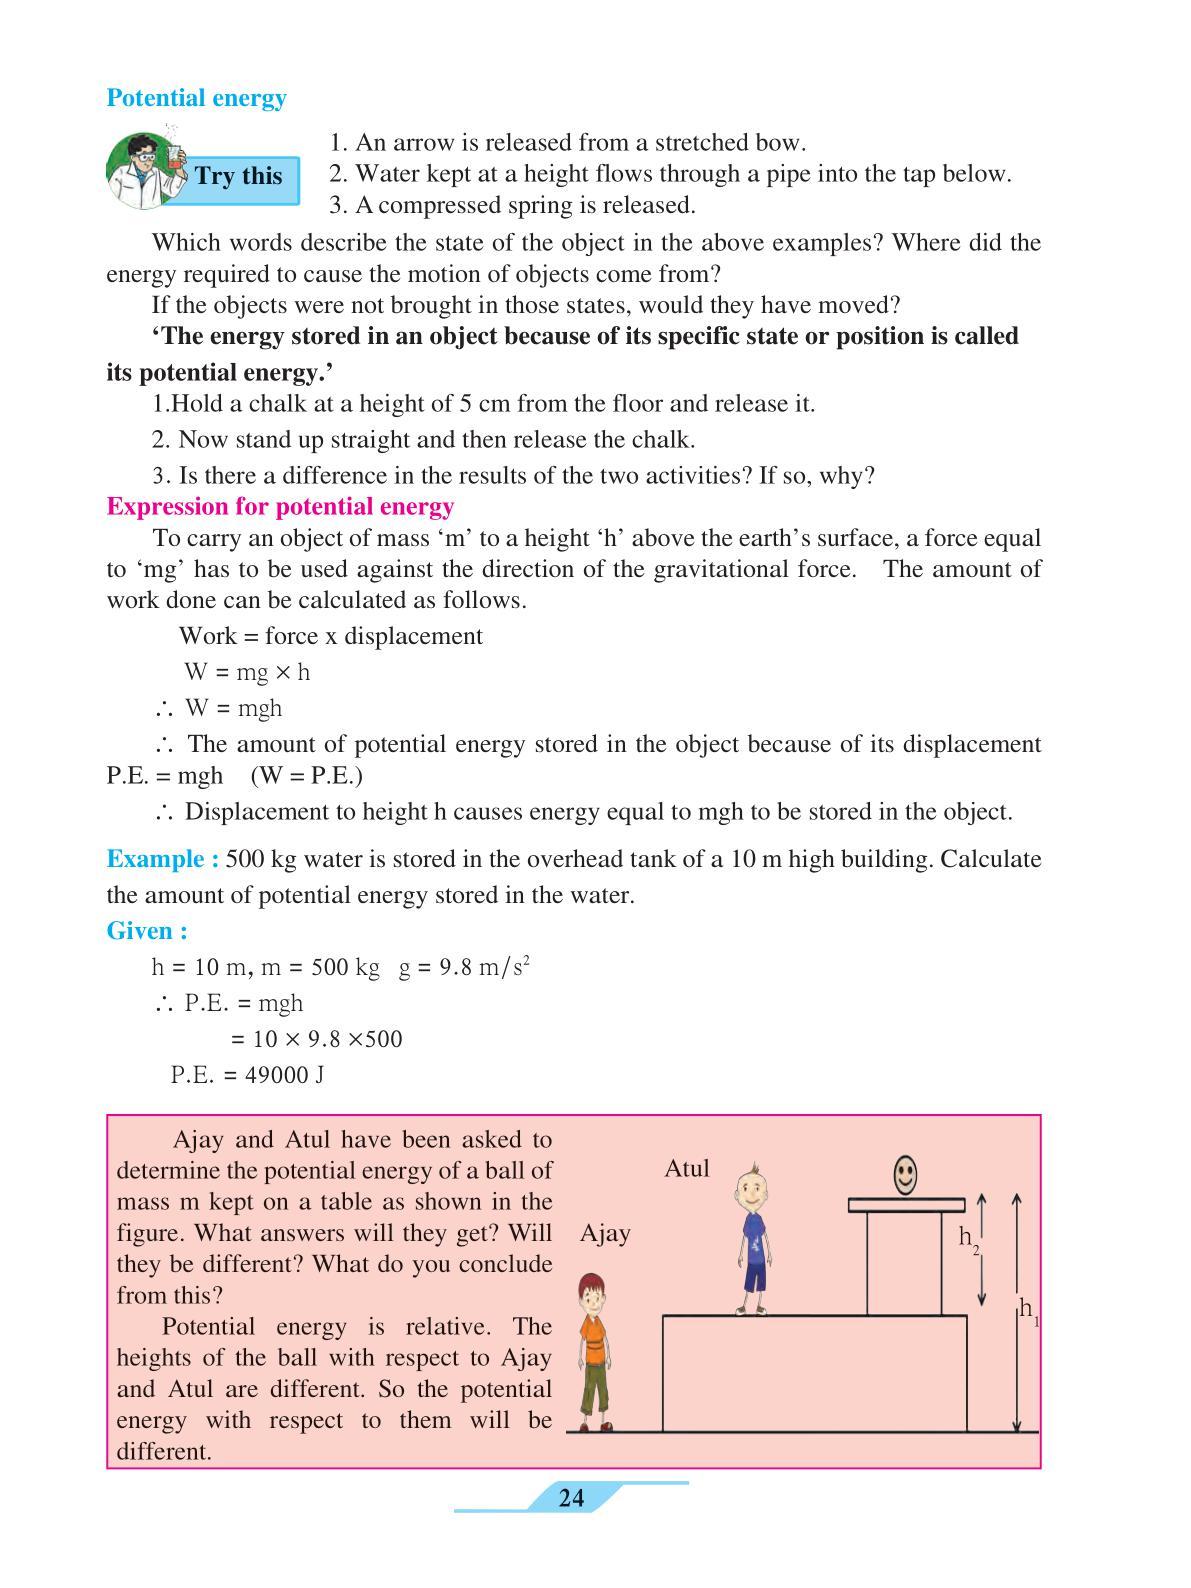 Potential energy
Try this
1. An arrow is released from a stretched bow.
2. Water kept at a height flows through a pipe into the tap below.
3. A compressed spring is released.
Which words describe the state of the object in the above examples? Where did the
energy required to cause the motion of objects come from?
If the objects were not brought in those states, would they have moved?
‘The energy stored in an object because of its specific state or position is called
its potential energy.’
1.Hold a chalk at a height of 5 cm from the floor and release it.
2. Now stand up straight and then release the chalk.
3. Is there a difference in the results of the two activities? If so, why?
Expression for potential energy
To carry an object of mass ‘m’ to a height ‘h’ above the earth’s surface, a force equal
to ‘mg’ has to be used against the direction of the gravitational force. The amount of
work done can be calculated as follows.
Work = force x displacement
W = mg × h
∴ W = mgh
∴ The amount of potential energy stored in the object because of its displacement
P.E. = mgh (W = P.E.)
∴ Displacement to height h causes energy equal to mgh to be stored in the object.
Example : 500 kg water is stored in the overhead tank of a 10 m high building. Calculate
the amount of potential energy stored in the water.
Given :
h = 10 m, m = 500 kg g = 9.8 m/s²
∴ P.E. = mgh
= 10 × 9.8 ×500
P.E. = 49000 J
Ajay and Atul have been asked to
determine the potential energy of a ball of
mass m kept on a table as shown in the
figure. What answers will they get? Will
they be different? What do you conclude
from this?
Potential energy is relative. The
heights of the ball with respect to Ajay
and Atul are different. So the potential
energy with respect to them will be
different.
Atul
Ajay
h₂
h₁
24